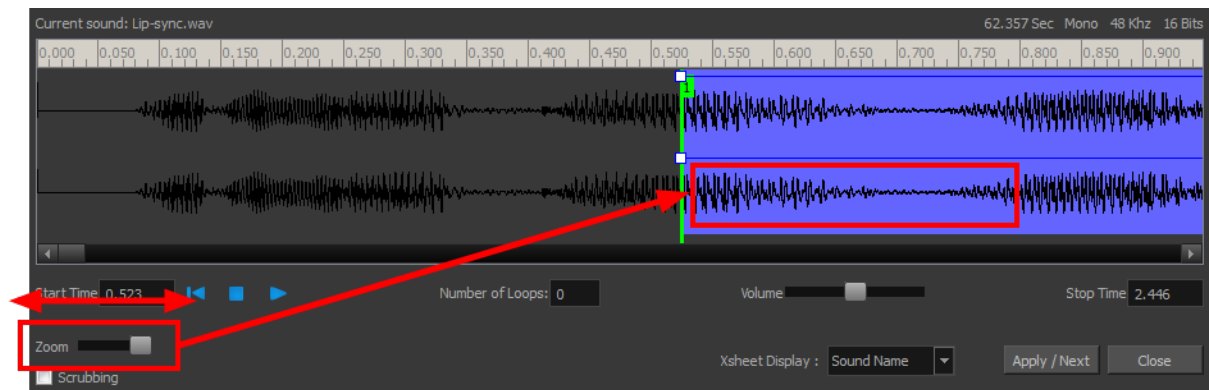 Current sound: Lip-sync.wav 62.357 Sec Mono 48 Khz 16 Bits
0.000 0.050 0.100 0.150 0.200 0.250 0.300 0.350 0.400 0.450 0.500 0.550 0.600 0.650 0.700 0.750 0.800 0.850 0.900
1
Start Time 0.523 Number of Loops: 0 Volume Stop Time 2.446
Zoom
Xsheet Display : Sound Name Apply / Next Close
Scrubbing